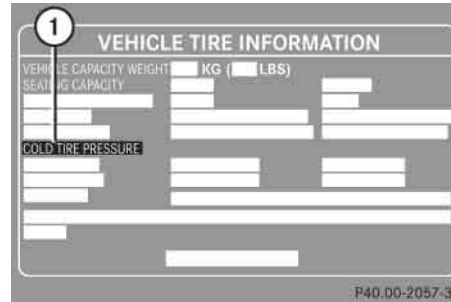 1
VEHICLE TIRE INFORMATION
VEHICLE CAPACITY WEIGHT KG ( LBS)
SEATING CAPACITY
COLD TIRE PRESSURE
P40.00-2057-3